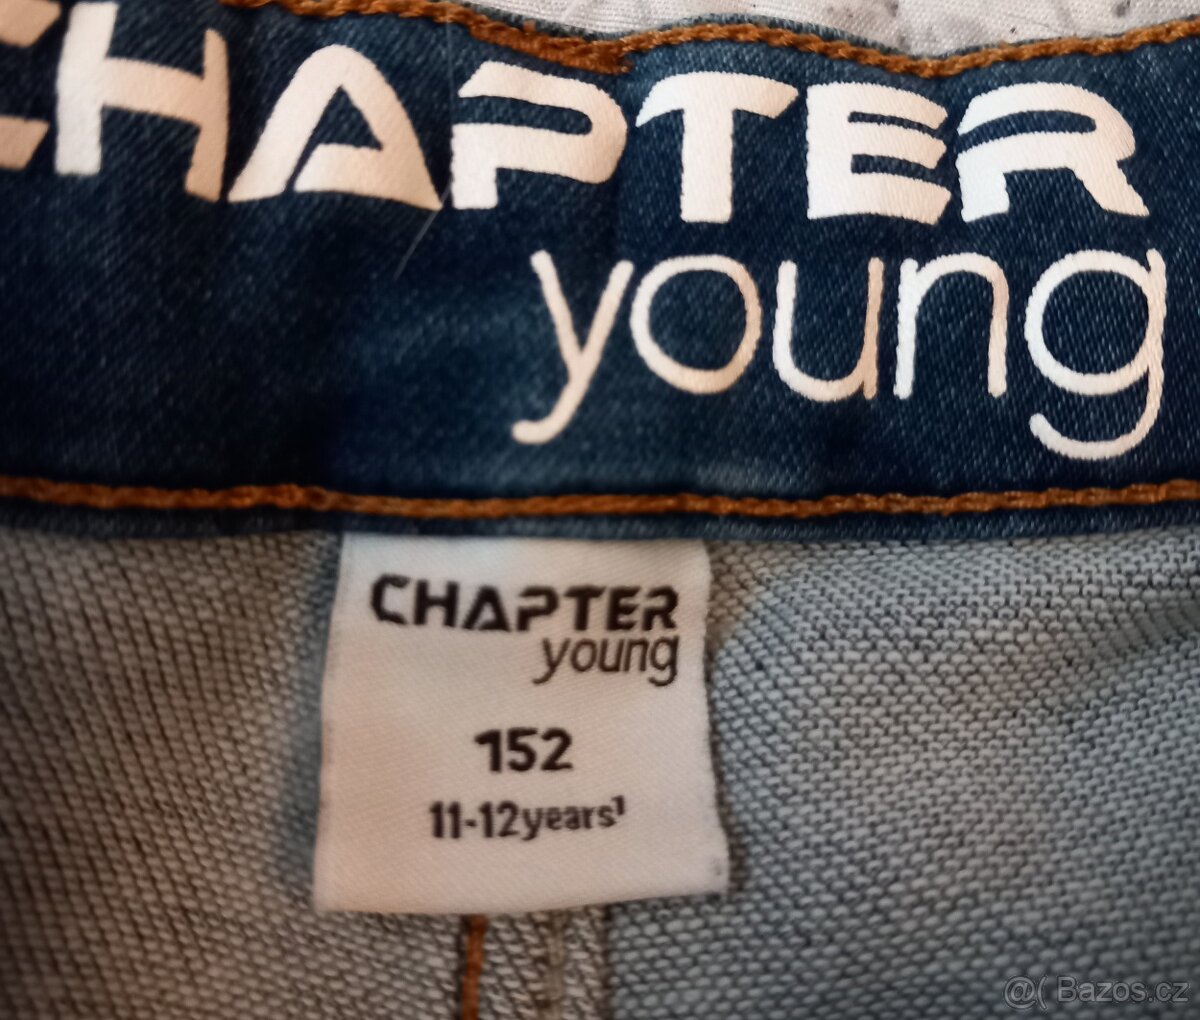 CHAPTER
young
CHAPTER
young
152
11-12years¹
@( Bazos.cz